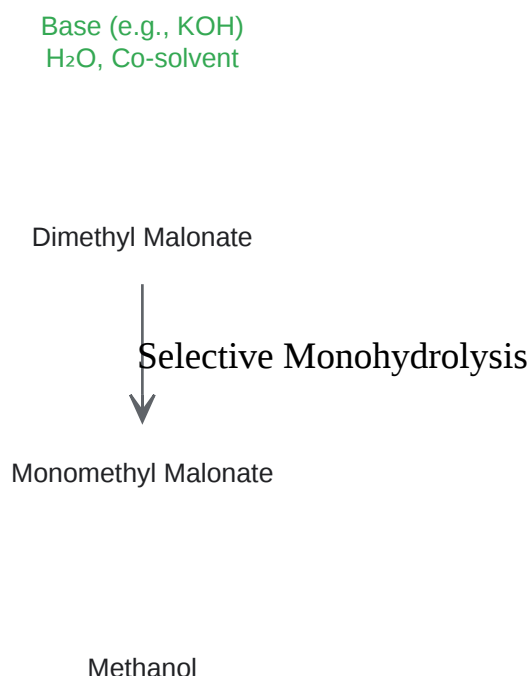 Base (e.g., KOH)
H₂O, Co-solvent
Dimethyl Malonate
Selective Monohydrolysis
Monomethyl Malonate
Methanol